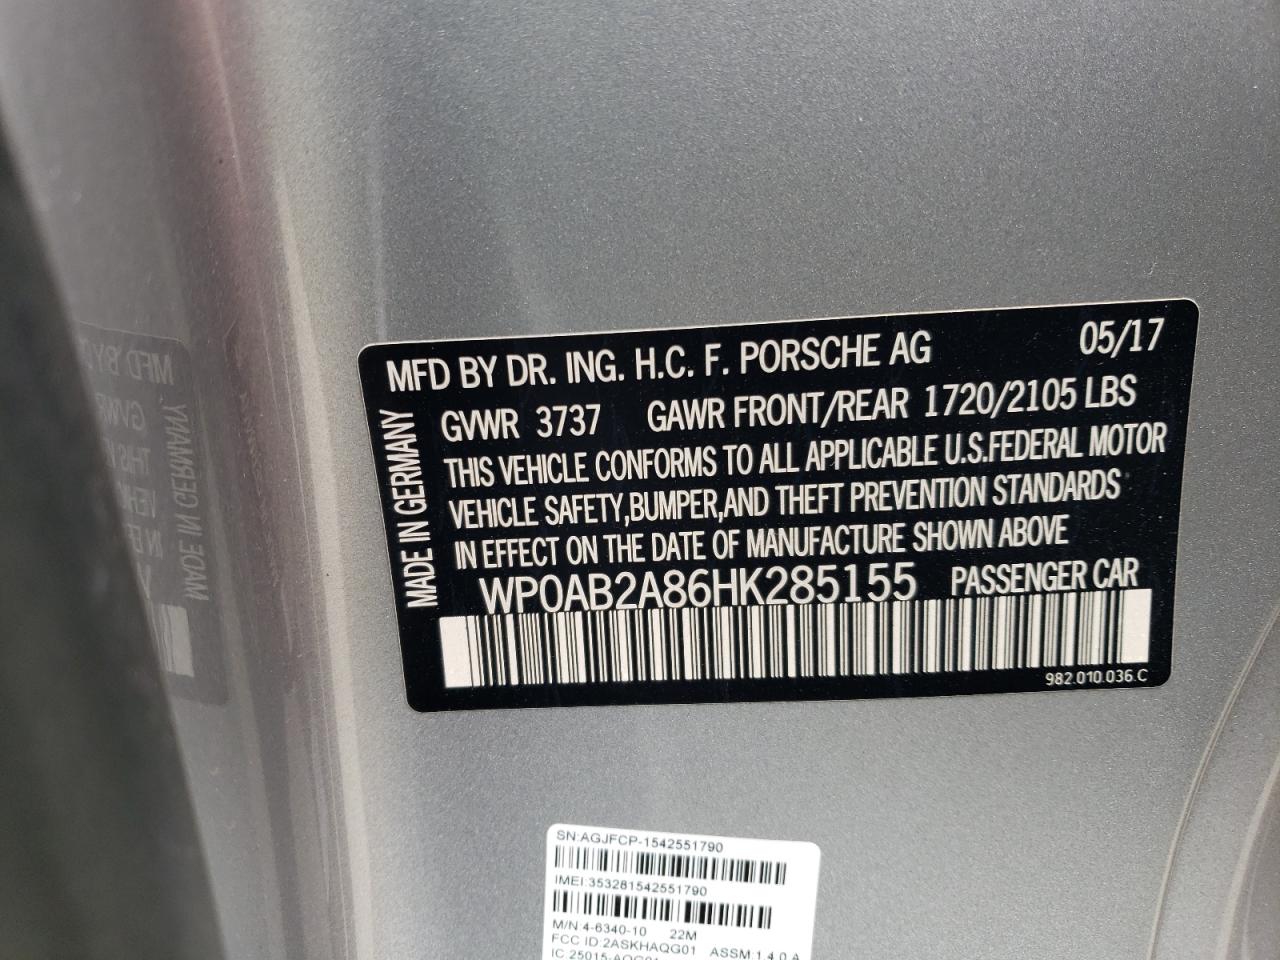 MFD BY DR. ING. H.C. F. PORSCHE AG 05/17
MADE IN GERMANY
GVWR 3737 GAWR FRONT/REAR 1720/2105 LBS
THIS VEHICLE CONFORMS TO ALL APPLICABLE U.S.FEDERAL MOTOR
VEHICLE SAFETY,BUMPER,AND THEFT PREVENTION STANDARDS
IN EFFECT ON THE DATE OF MANUFACTURE SHOWN ABOVE
WP0AB2A86HK285155 PASSENGER CAR
982.010.036.C
SN:AGJFCP-1542551790
IMEI:353281542551790
M/N:4-6340-10 22M
FCC ID:2ASKHAQG01 ASSM:1.4.0.A